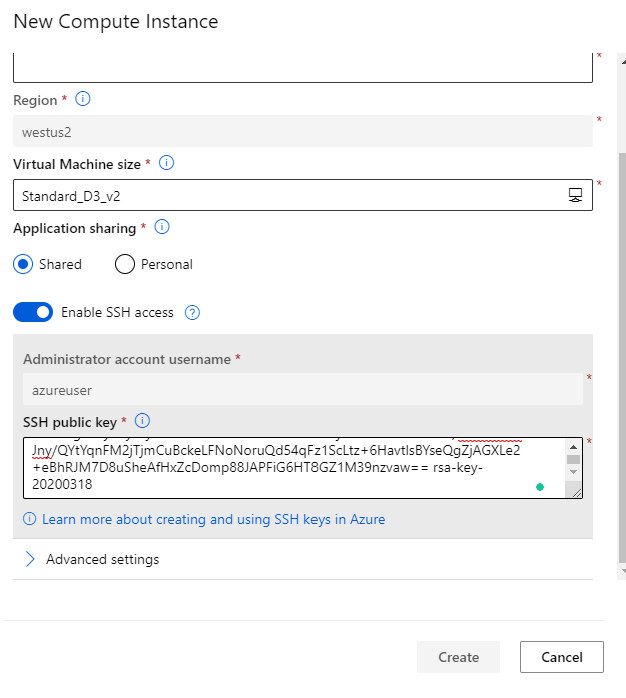 New Compute Instance
*
Region *
*
westus2
Virtual Machine size *
*
Standard_D3_v2
Application sharing *
Shared Personal
Enable SSH access
Administrator account username *
*
azureuser
SSH public key *
*
Jny/QYtYqnFM2jTjmCuBckeLFNoNoruQd54qFz1ScLtz+6HavtIsBYseQgZjAGXLe2
+eBhRJM7D8uSheAfHxZcDomp88JAPFiG6HT8GZ1M39nzvaw== rsa-key-
20200318
Learn more about creating and using SSH keys in Azure
Advanced settings
Create Cancel